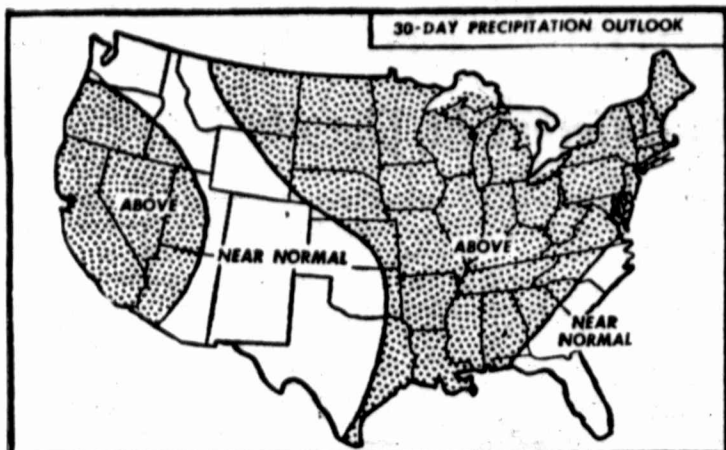 30-DAY PRECIPITATION OUTLOOK
ABOVE
NEAR NORMAL
ABOVE
NEAR
NORMAL